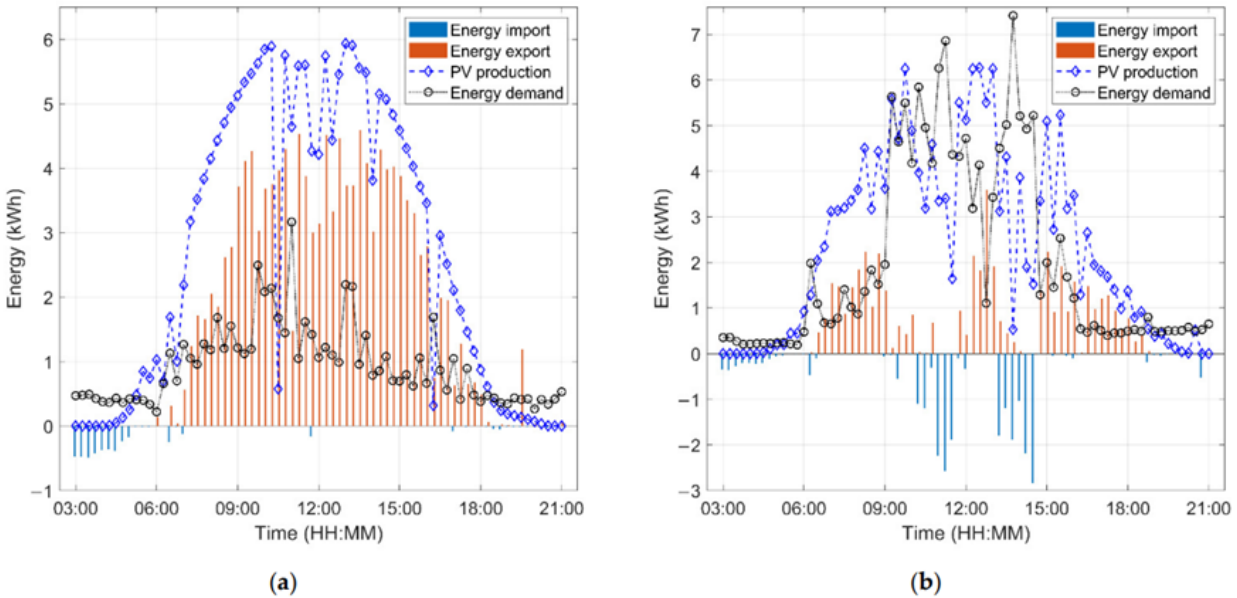 Energy import
Energy export
PV production
Energy demand
6
5
4
3
2
1
0
−1
Energy (kWh)
03:00 06:00 09:00 12:00 15:00 18:00 21:00
Time (HH:MM)
(a)
Energy import
Energy export
PV production
Energy demand
7
6
5
4
3
2
1
0
−1
−2
−3
Energy (kWh)
03:00 06:00 09:00 12:00 15:00 18:00 21:00
Time (HH:MM)
(b)